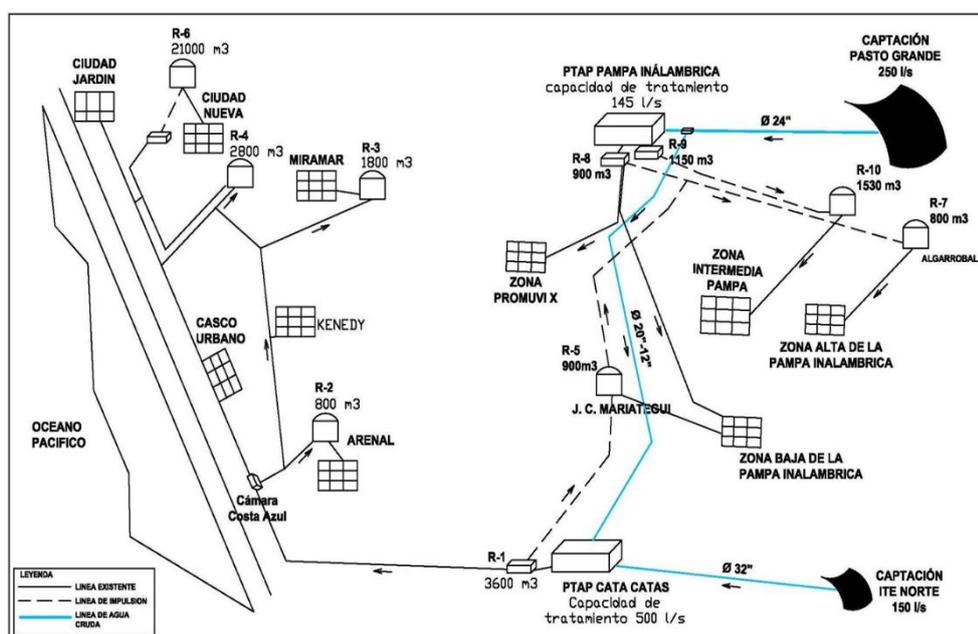 R-6
21000 m3
CIUDAD
JARDIN
CIUDAD
NUEVA
R-4
2800 m3
MIRAMAR
R-3
1800 m3
PTAP PAMPA INÁLAMBRICA
capacidad de tratamiento
145 l/s
CAPTACIÓN
PASTO GRANDE
250 l/s
Ø 24"
R-9
1150 m3
R-8
900 m3
R-10
1530 m3
R-7
800 m3
ALGARROBAL
ZONA
PROMUVI X
ZONA
INTERMEDIA
PAMPA
ZONA ALTA DE LA
PAMPA INALAMBRICA
KENEDY
CASCO
URBANO
Ø 20"-12"
R-5
900m3
J. C. MARIATEGUI
R-2
800 m3
ARENAL
OCEANO
PACIFICO
ZONA BAJA DE LA
PAMPA INALAMBRICA
Cámara
Costa Azul
R-1
3600 m3
PTAP CATA CATAS
Capacidad de
tratamiento 500 l/s
Ø 32"
CAPTACIÓN
ITE NORTE
150 l/s
LEYENDA
LINEA EXISTENTE
LINEA DE IMPULSION
LINEA DE AGUA
CRUDA